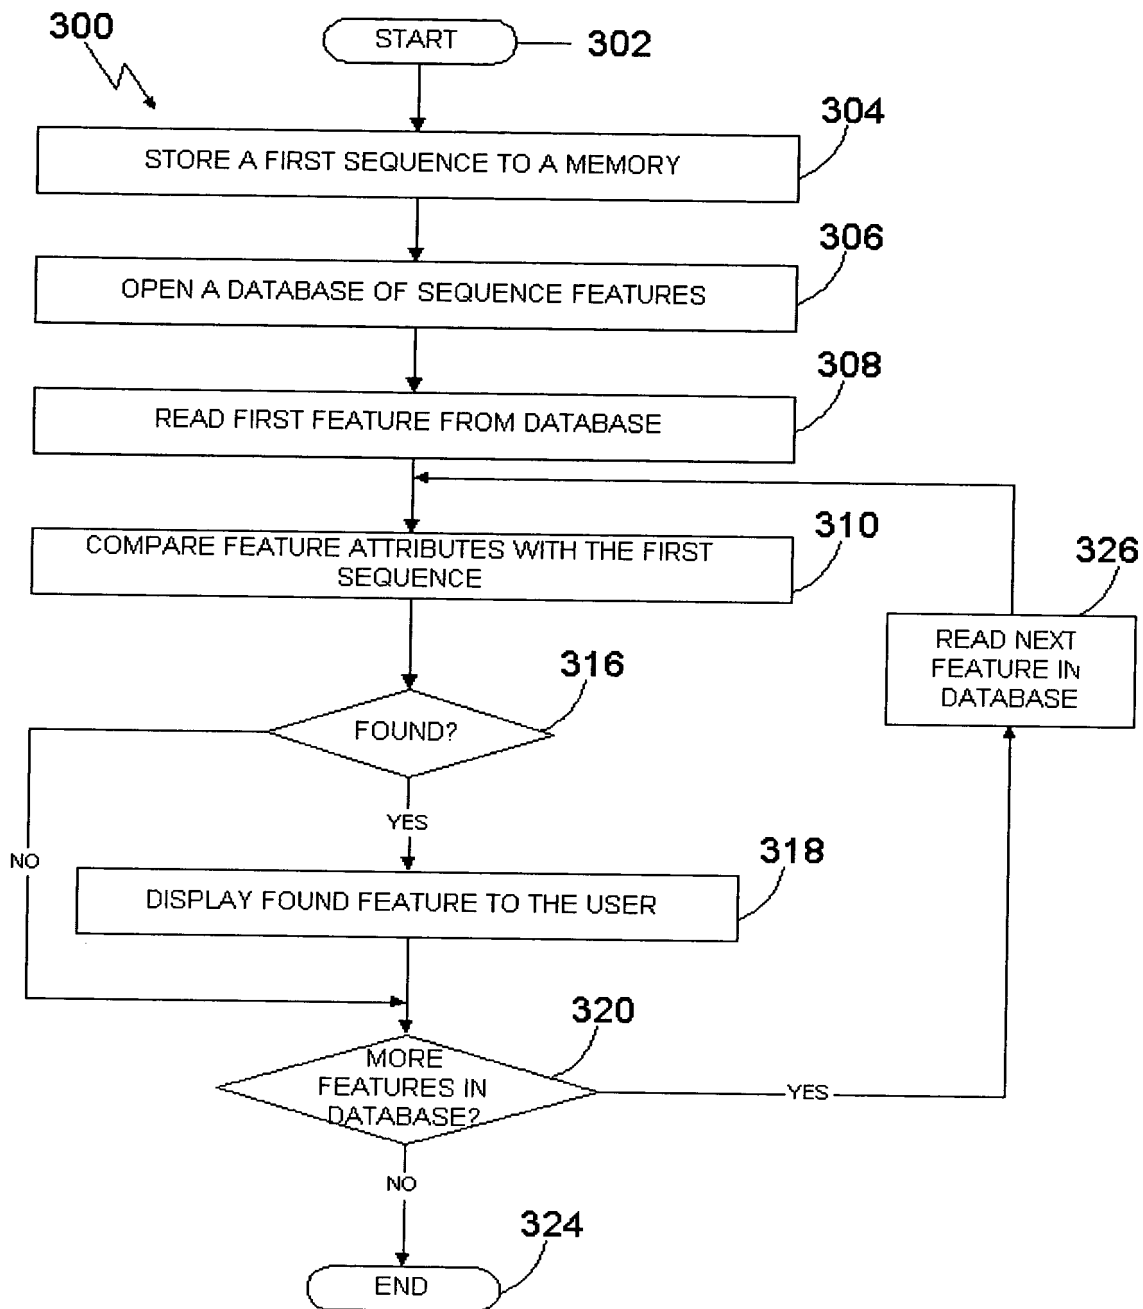 300
START
302
304
STORE A FIRST SEQUENCE TO A MEMORY
306
OPEN A DATABASE OF SEQUENCE FEATURES
308
READ FIRST FEATURE FROM DATABASE
310
COMPARE FEATURE ATTRIBUTES WITH THE FIRST
SEQUENCE
326
READ NEXT
FEATURE IN
DATABASE
316
FOUND?
YES
NO
318
DISPLAY FOUND FEATURE TO THE USER
320
MORE
FEATURES IN
DATABASE?
YES
NO
324
END